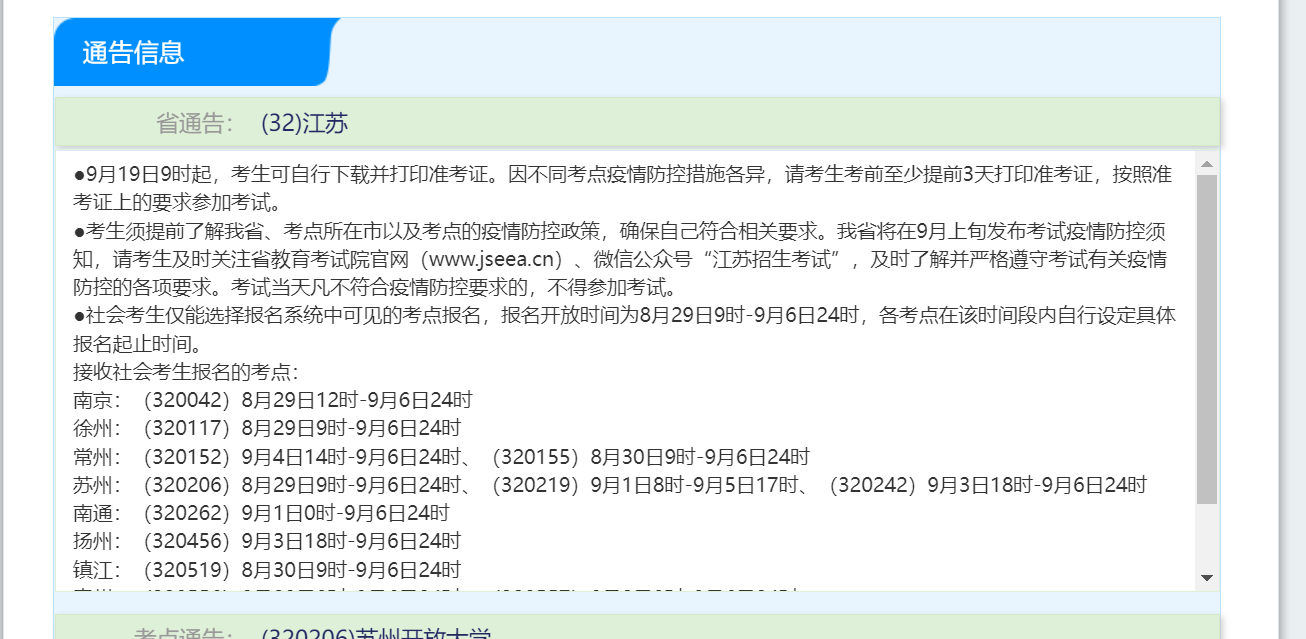 通告信息
省通告： (32)江苏
●9月19日9时起，考生可自行下载并打印准考证。因不同考点疫情防控措施各异，请考生考前至少提前3天打印准考证，按照准
考证上的要求参加考试。
●考生须提前了解我省、考点所在市以及考点的疫情防控政策，确保自己符合相关要求。我省将在9月上旬发布考试疫情防控须
知，请考生及时关注省教育考试院官网（www.jseea.cn）、微信公众号“江苏招生考试”，及时了解并严格遵守考试有关疫情
防控的各项要求。考试当天凡不符合疫情防控要求的，不得参加考试。
●社会考生仅能选择报名系统中可见的考点报名，报名开放时间为8月29日9时-9月6日24时，各考点在该时间段内自行设定具体
报名起止时间。
接收社会考生报名的考点：
南京：（320042）8月29日12时-9月6日24时
徐州：（320117）8月29日9时-9月6日24时
常州：（320152）9月4日14时-9月6日24时、（320155）8月30日9时-9月6日24时
苏州：（320206）8月29日9时-9月6日24时、（320219）9月1日8时-9月5日17时、（320242）9月3日18时-9月6日24时
南通：（320262）9月1日0时-9月6日24时
扬州：（320456）9月3日18时-9月6日24时
镇江：（320519）8月30日9时-9月6日24时
考点通告： (320206)苏州开放大学